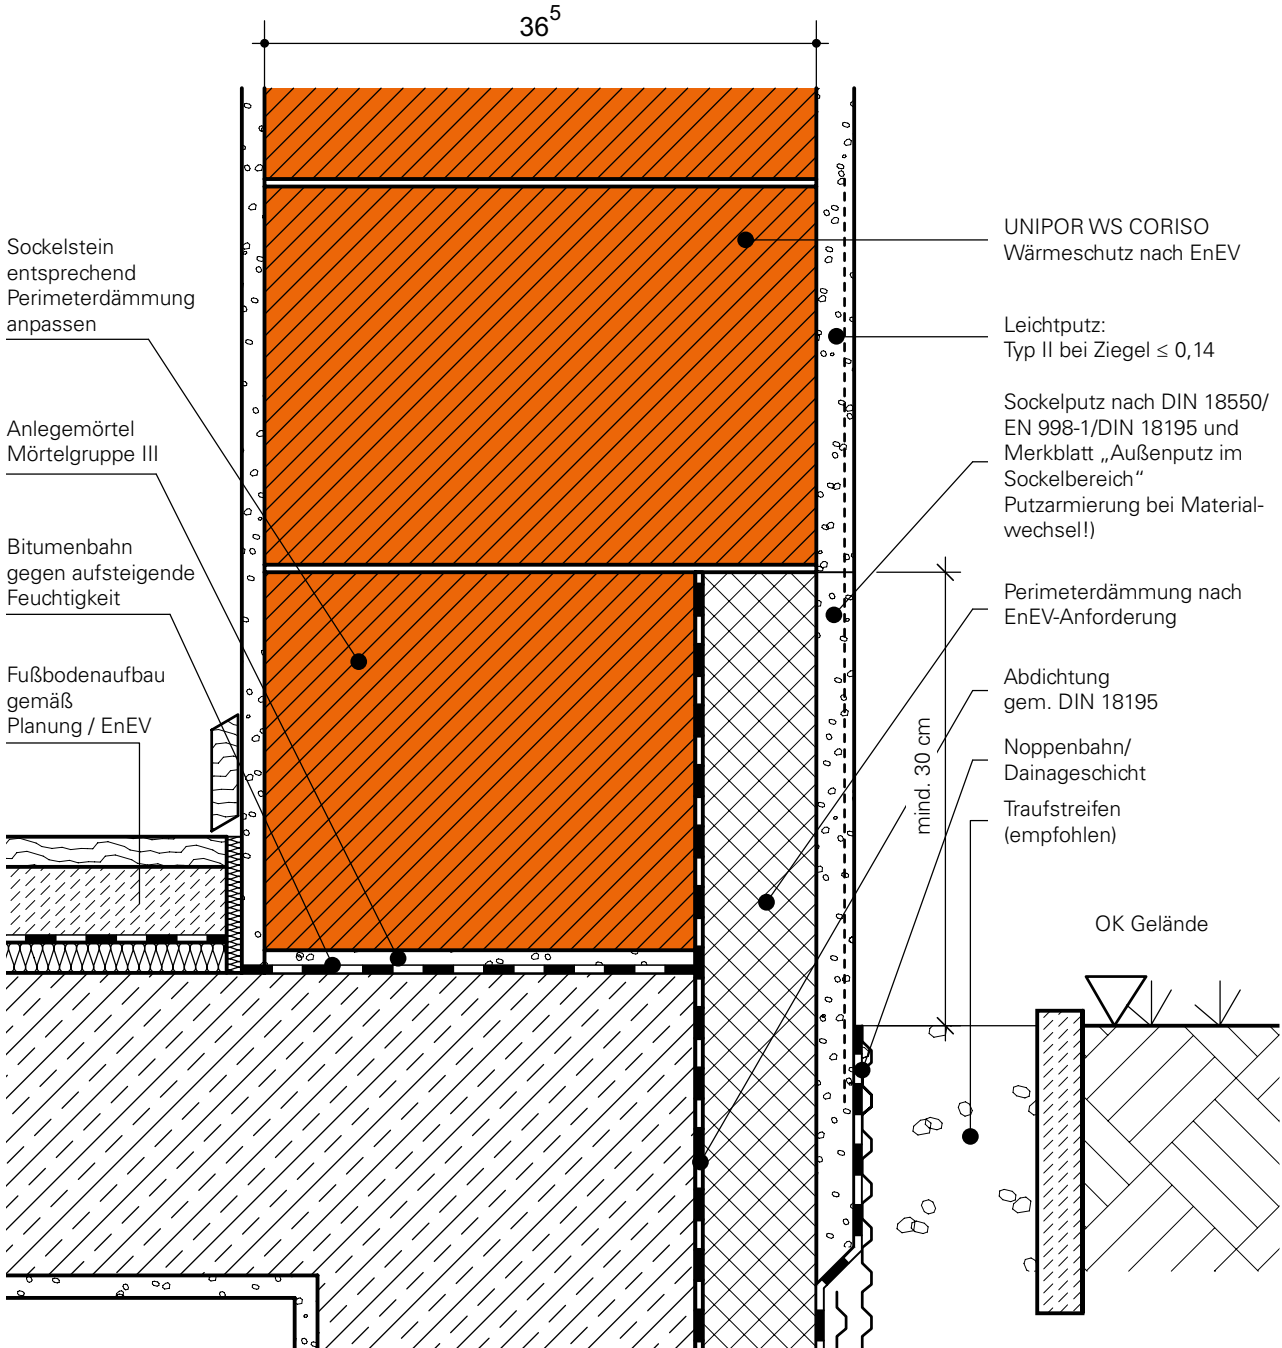 36⁵
Sockelstein
entsprechend
Perimeterdämmung
anpassen
Anlegemörtel
Mörtelgruppe III
Bitumenbahn
gegen aufsteigende
Feuchtigkeit
Fußbodenaufbau
gemäß
Planung / EnEV
UNIPOR WS CORISO
Wärmeschutz nach EnEV
Leichtputz:
Typ II bei Ziegel ≤ 0,14
Sockelputz nach DIN 18550/
EN 998-1/DIN 18195 und
Merkblatt „Außenputz im
Sockelbereich“
Putzarmierung bei Material-
wechsel!)
Perimeterdämmung nach
EnEV-Anforderung
Abdichtung
gem. DIN 18195
Noppenbahn/
Dainageschicht
Traufstreifen
(empfohlen)
mind. 30 cm
OK Gelände